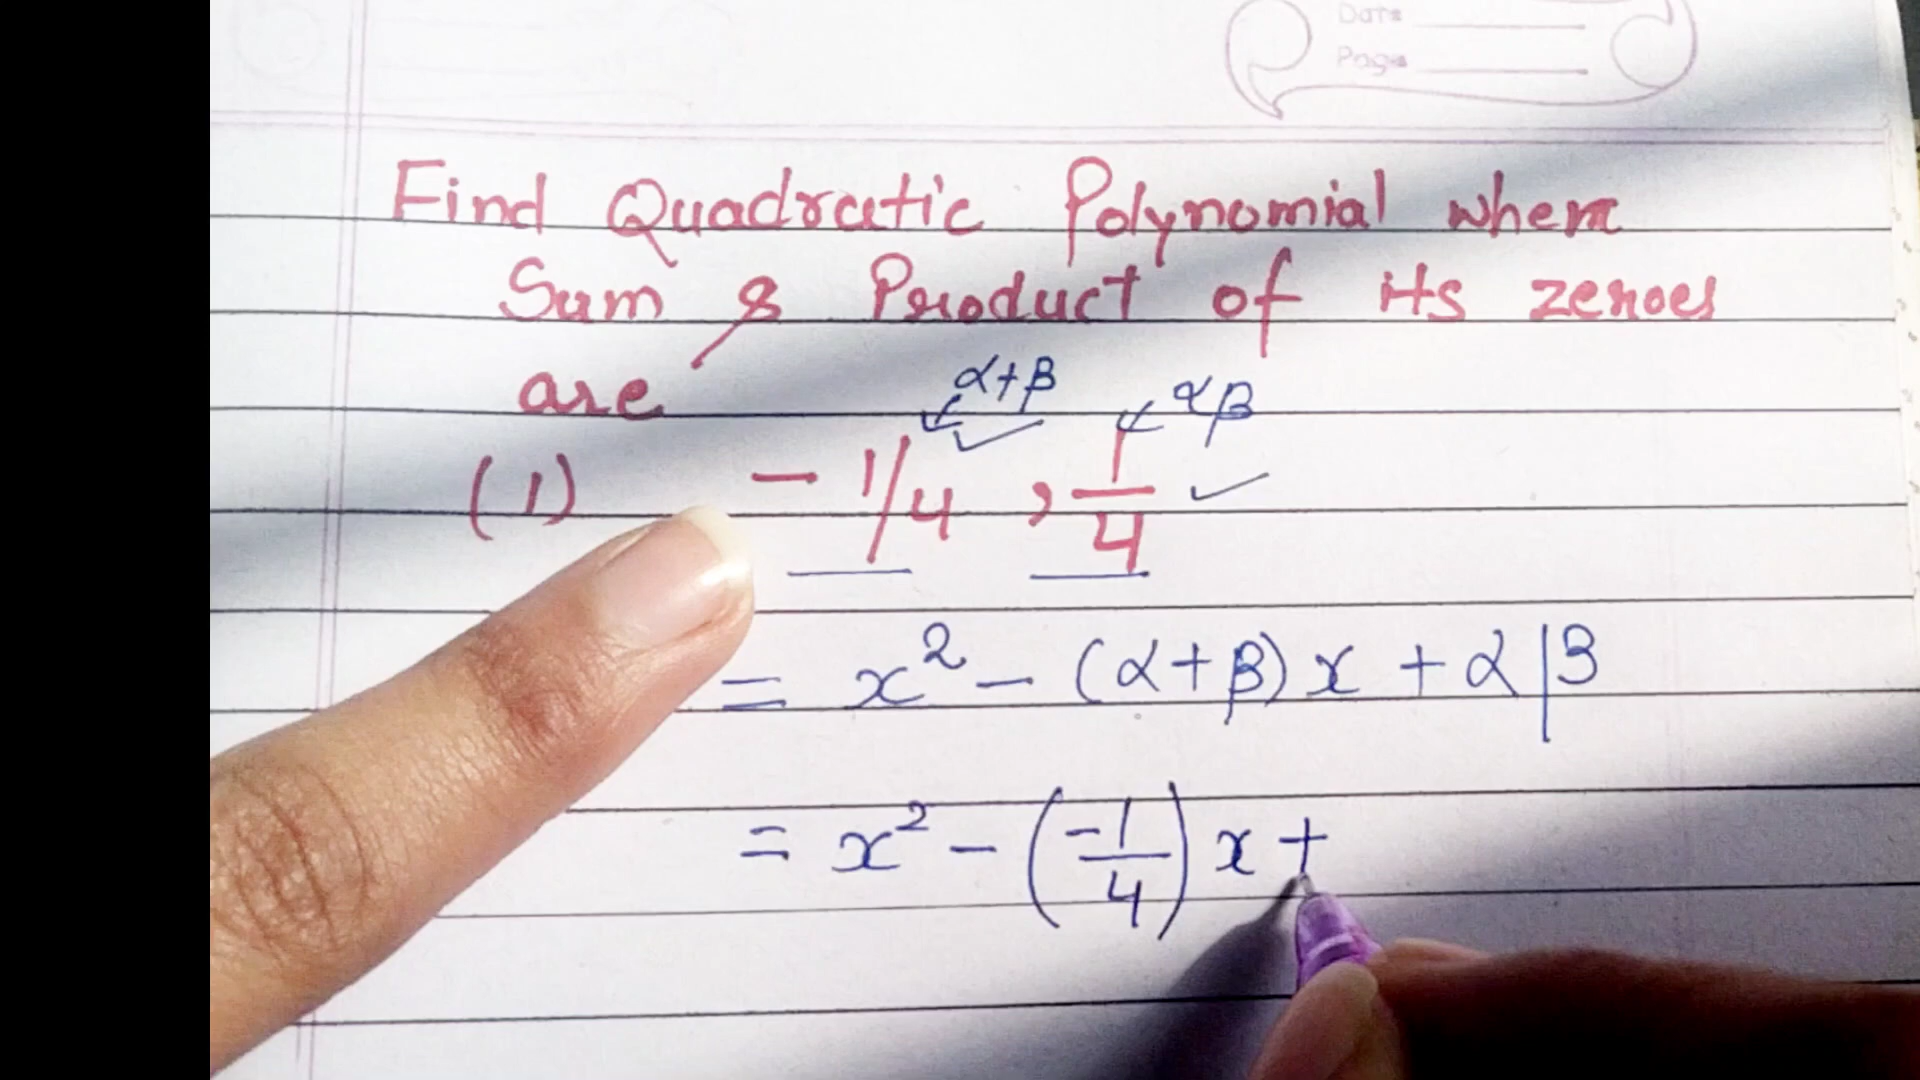 Date
Page
Find Quadratic Polynomial when
Sum & Product of its zeroes
are
α+β
αβ
(1) - 1/4 , 1/4
= x² - (α+β)x + αβ
= x² - (-1/4) x +